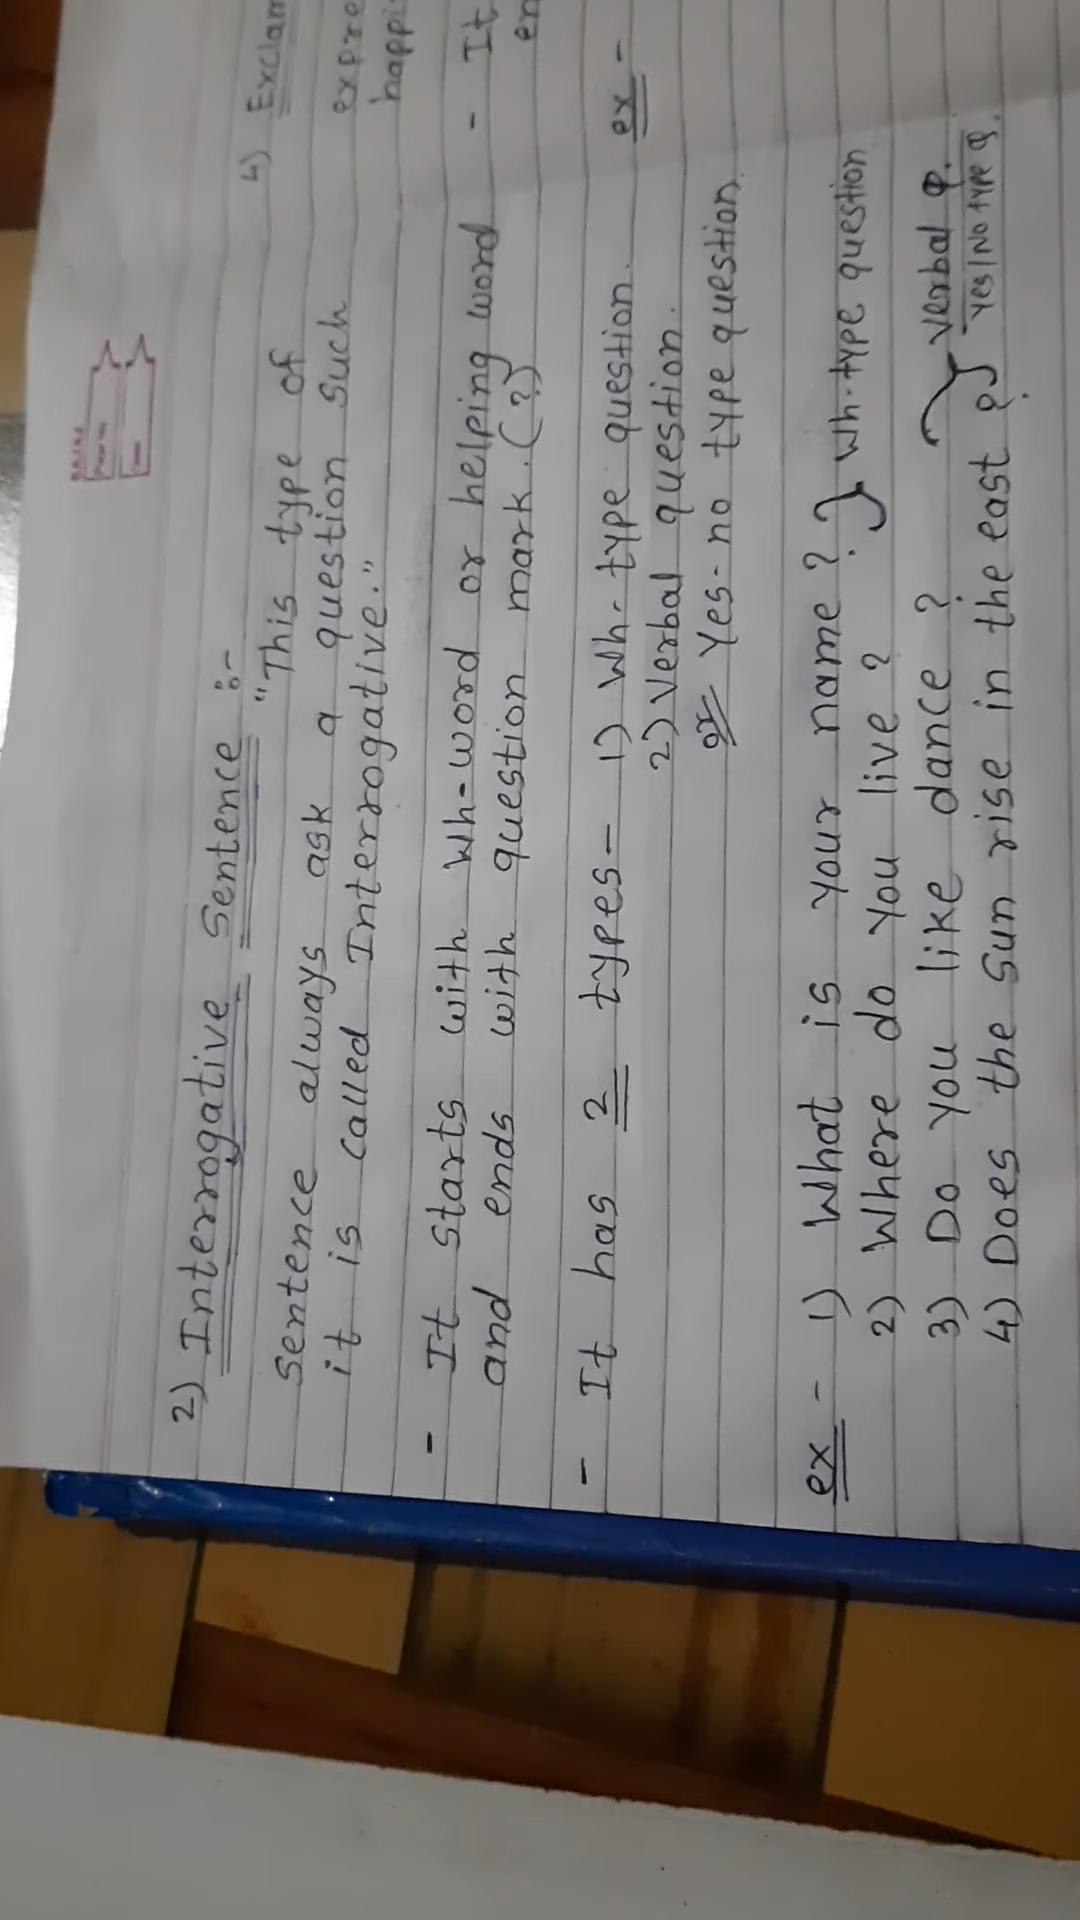 2) Interrogative Sentence :-
"This type of
Sentence always ask a question such
it is called Interrogative."
- It starts with Wh-word or helping word
and ends with question mark. (?)
- It has 2 types - 1) Wh-type question.
2) Verbal question.
or Yes-no type question.
ex - 1) What is your name ? } Wh-type question
2) Where do you live ?
3) Do you like dance ? } Verbal Q.
4) Does the Sun rise in the east ? Yes/No type Q.
4) Exclam
expre
happi
- It
en
ex -